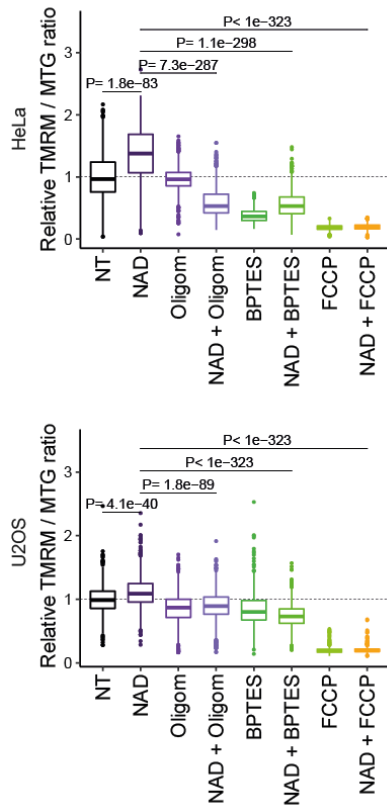 P< 1e−323
P= 1.1e−298
P= 7.3e−287
P= 1.8e−83
HeLa
Relative TMRM / MTG ratio
3
2
1
0
NT
NAD
Oligom
NAD + Oligom
BPTES
NAD + BPTES
FCCP
NAD + FCCP
P< 1e−323
P< 1e−323
P= 1.8e−89
P= 4.1e−40
U2OS
Relative TMRM / MTG ratio
3
2
1
0
NT
NAD
Oligom
NAD + Oligom
BPTES
NAD + BPTES
FCCP
NAD + FCCP